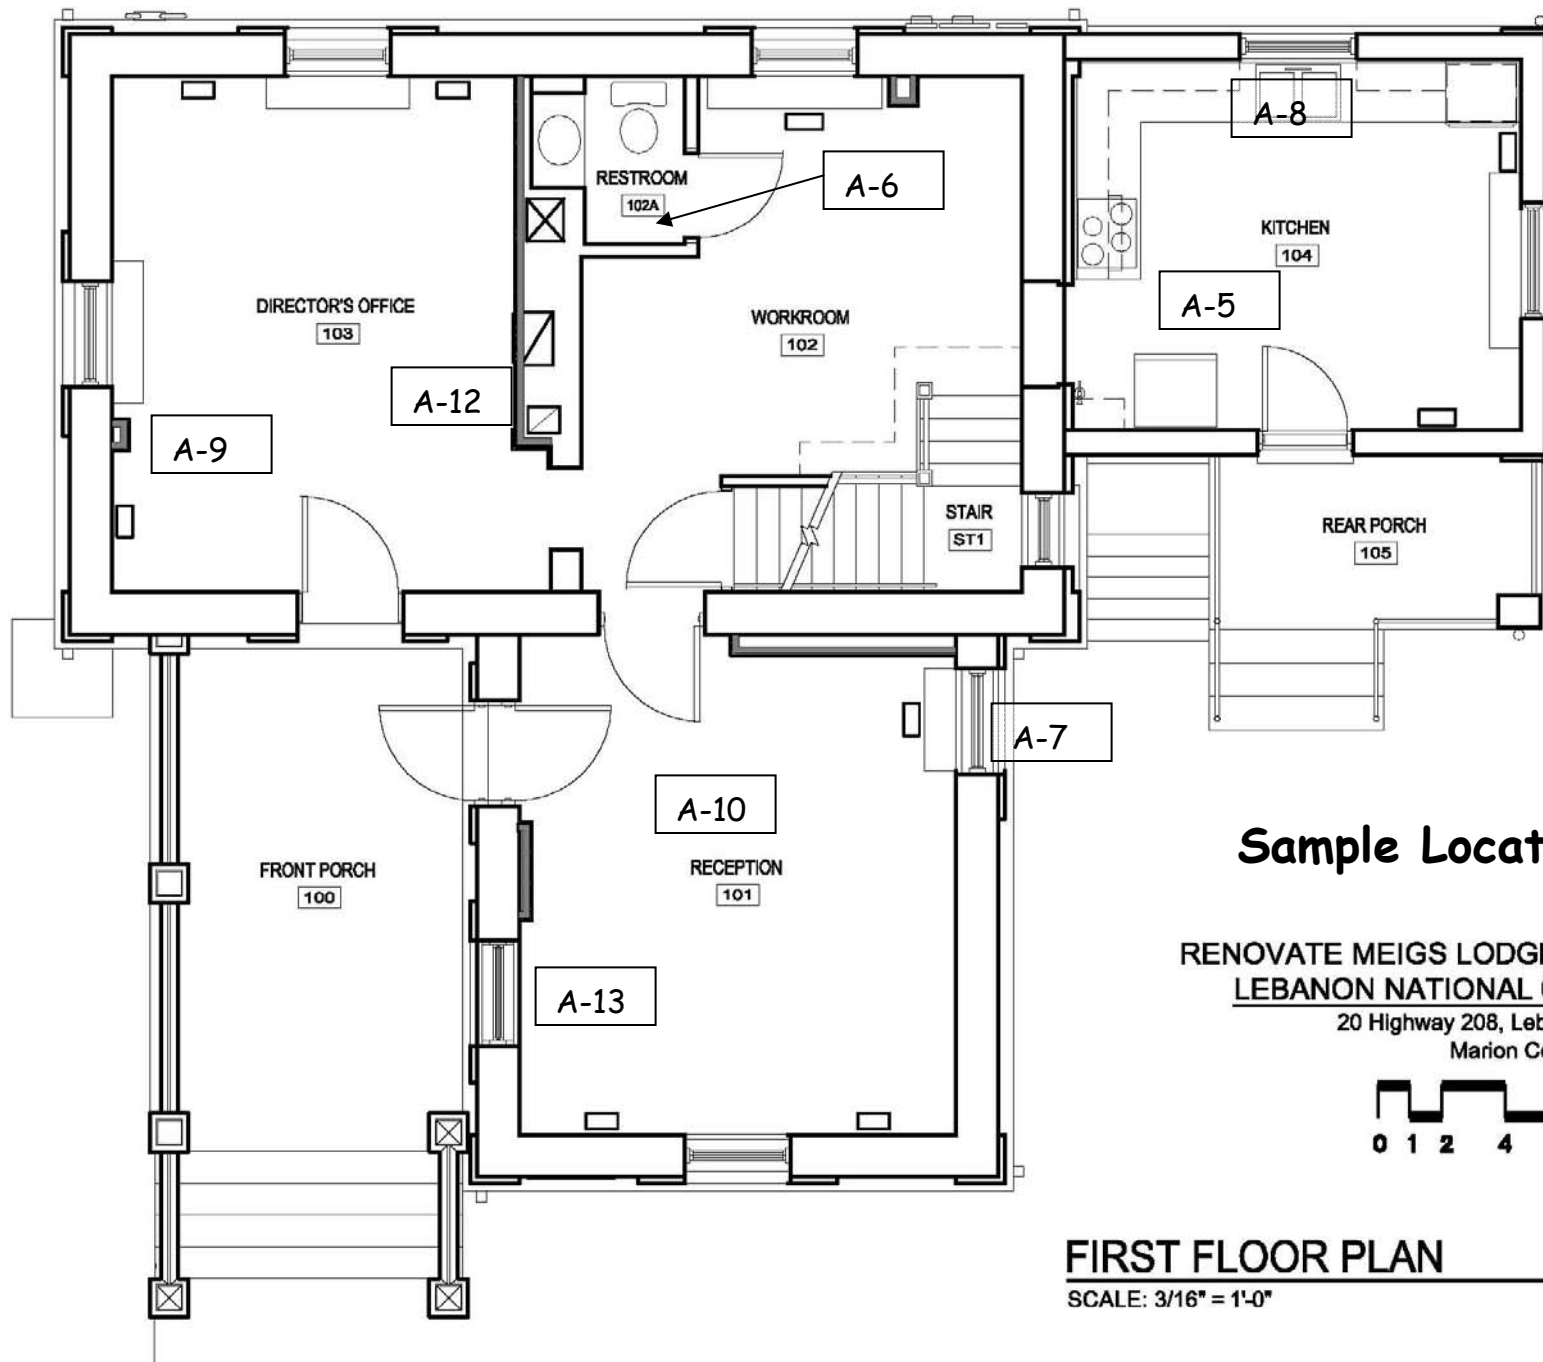 A-8
RESTROOM
102A
A-6
KITCHEN
104
DIRECTOR'S OFFICE
103
WORKROOM
102
A-5
A-12
A-9
STAIR
ST1
REAR PORCH
105
A-7
A-10
FRONT PORCH
100
RECEPTION
101
Sample Locat
A-13
RENOVATE MEIGS LODG
LEBANON NATIONAL
20 Highway 208, Leb
Marion C
0 1 2 4
FIRST FLOOR PLAN
SCALE: 3/16" = 1'-0"